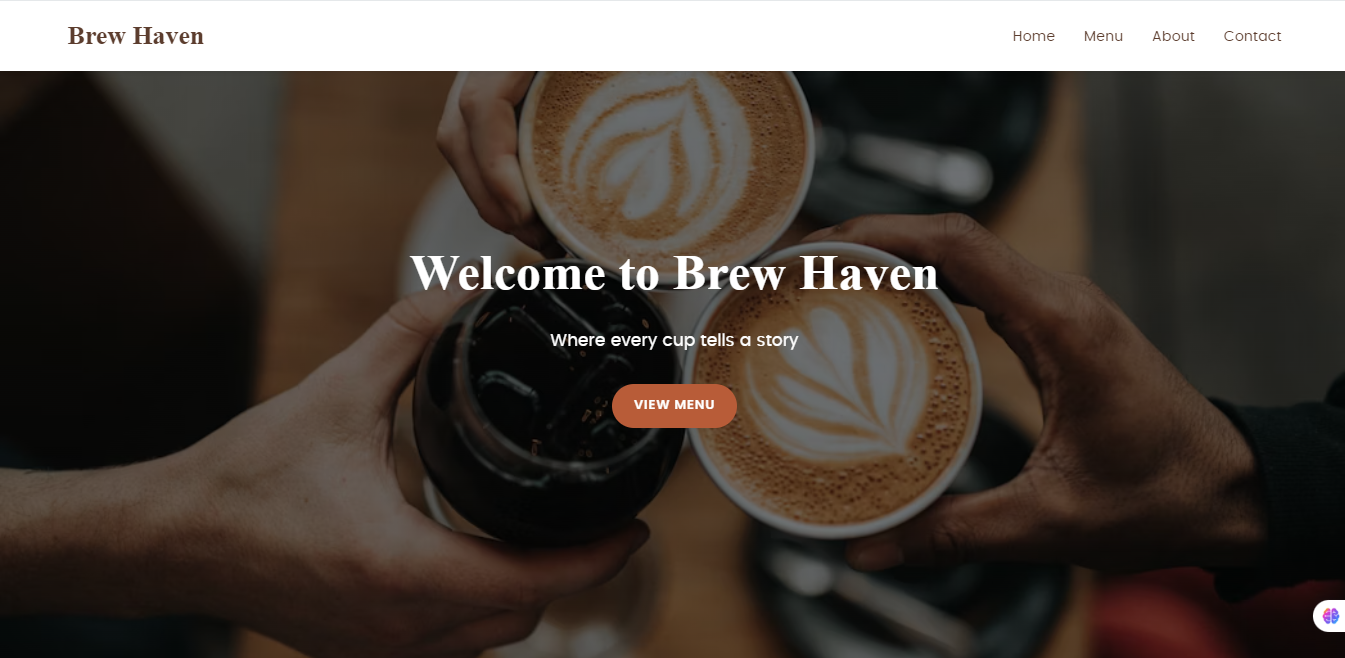 Brew Haven
Home Menu About Contact
Welcome to Brew Haven
Where every cup tells a story
VIEW MENU